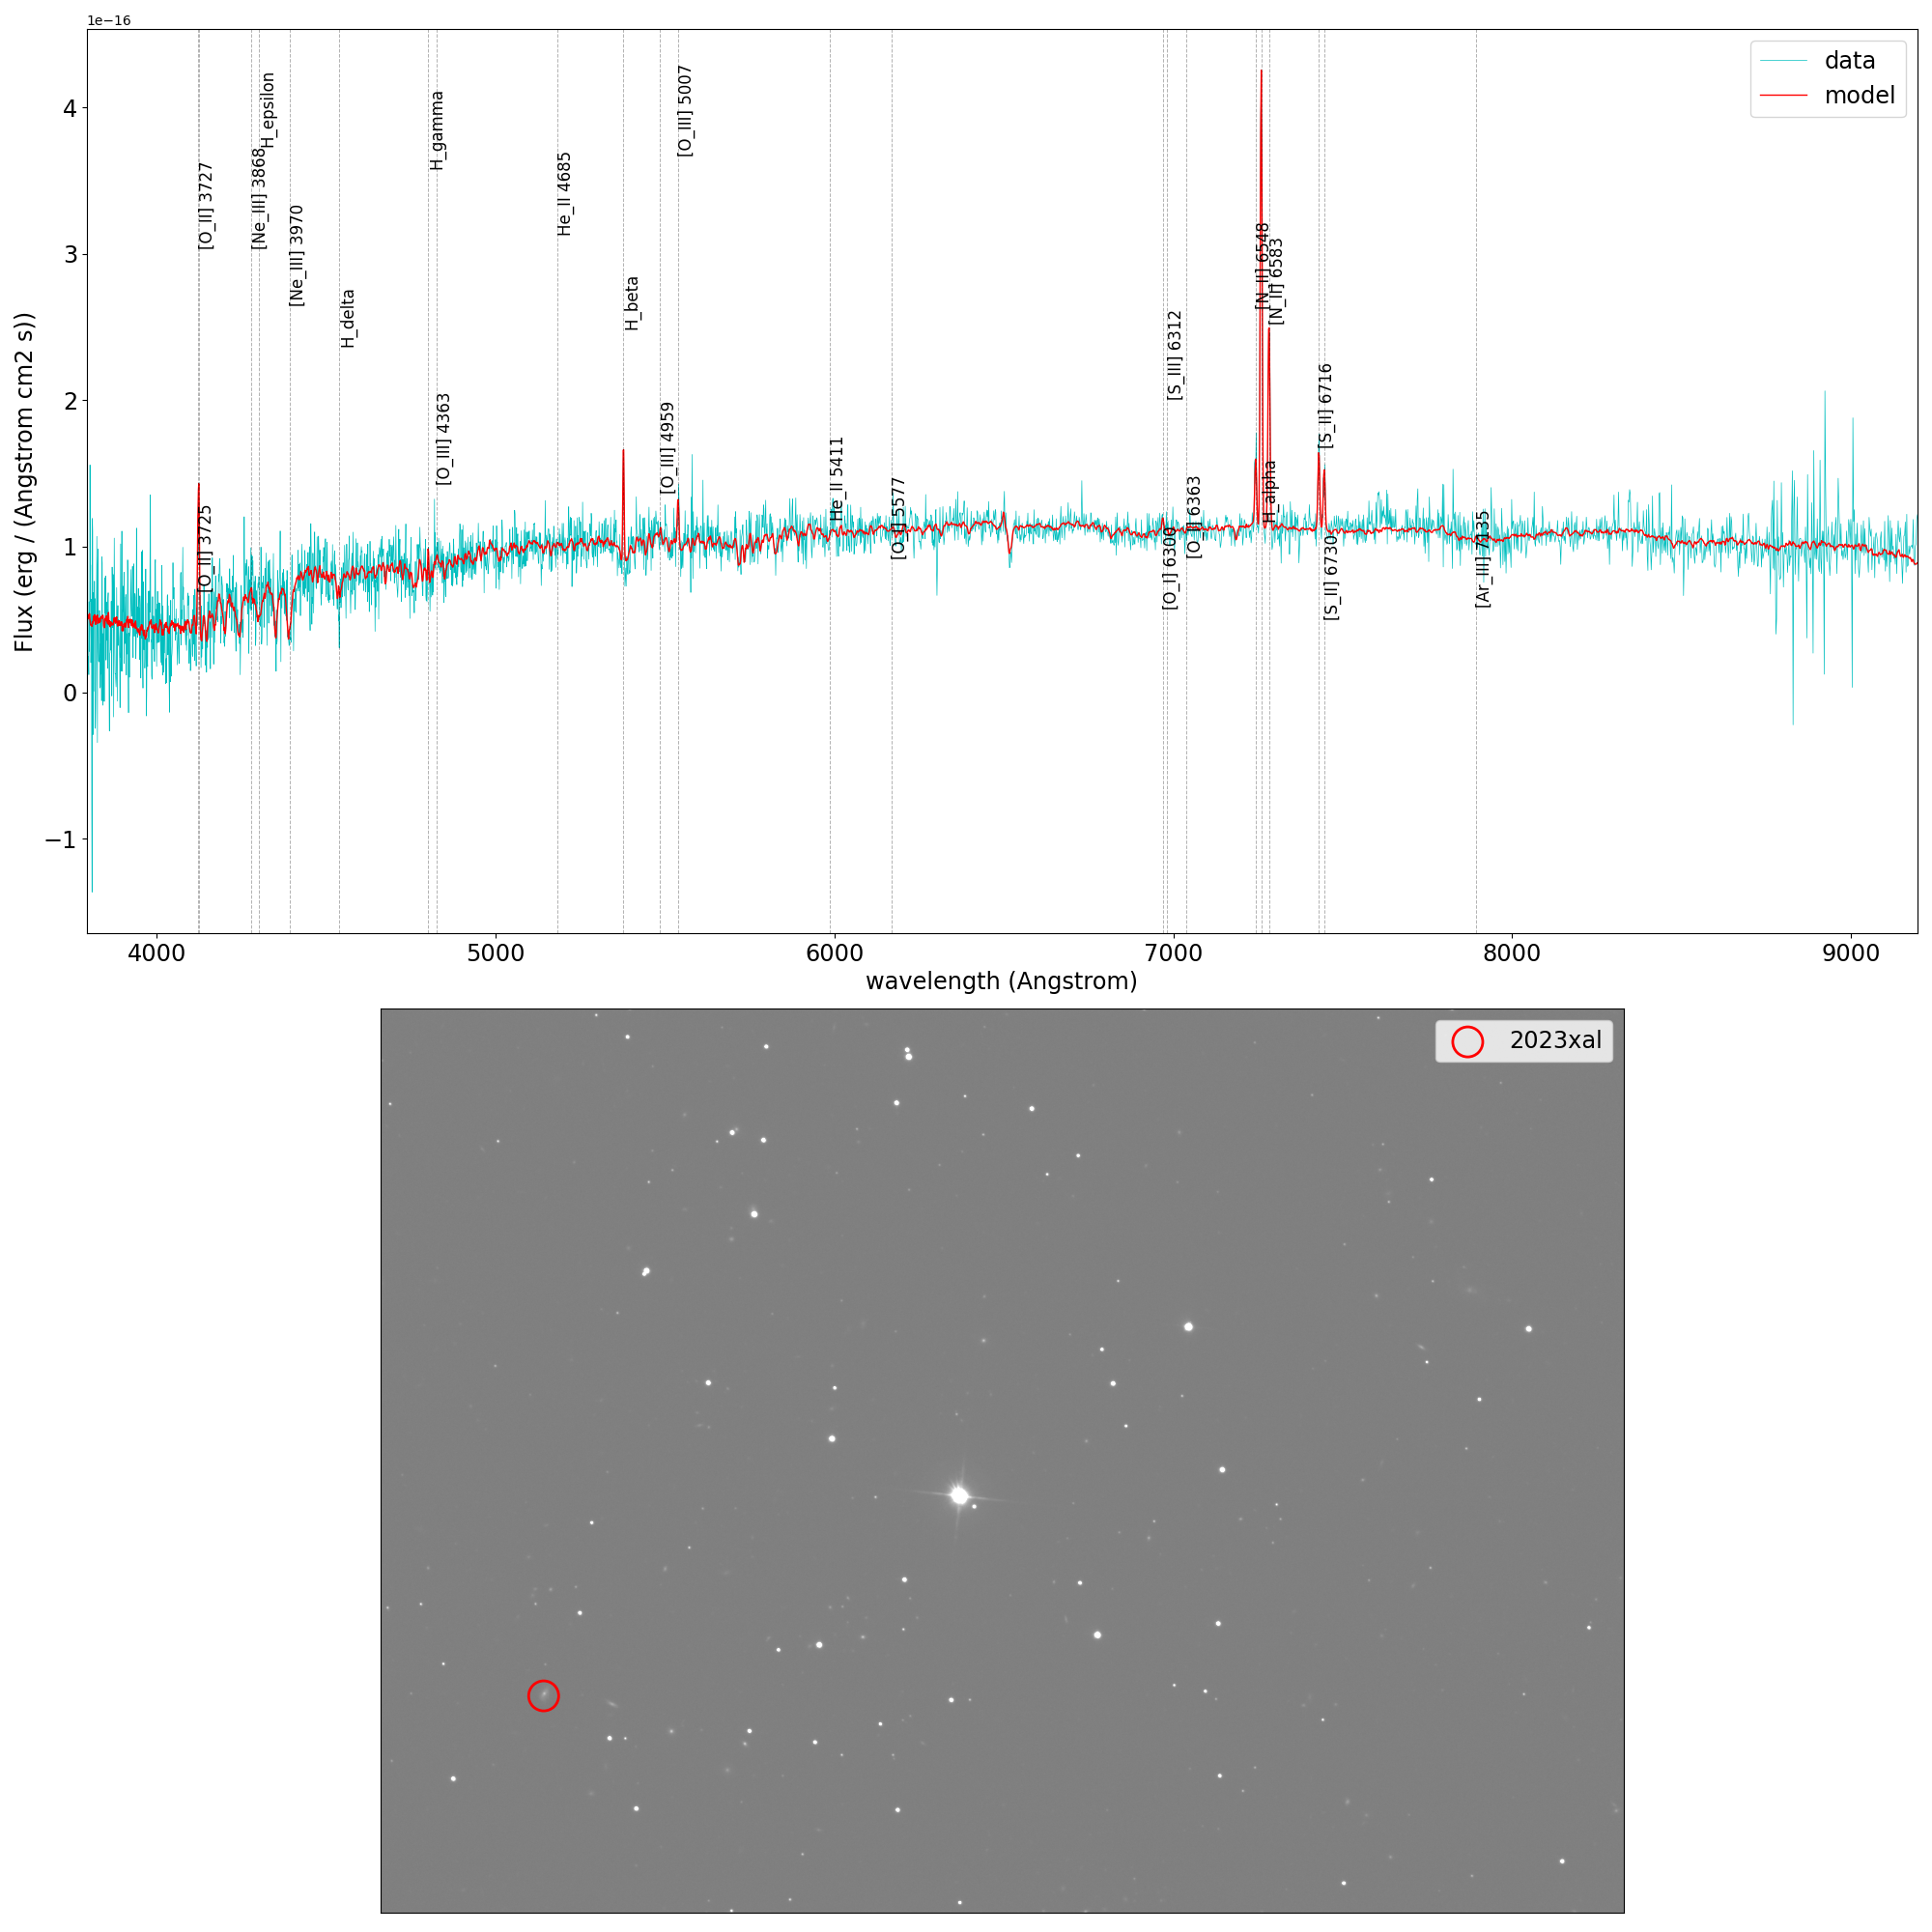 1e−16
data
model
[O_II] 3727
[O_II] 3725
[Ne_III] 3868
H_epsilon
[Ne_III] 3970
H_delta
H_gamma
[O_III] 4363
He_II 4685
H_beta
[O_III] 4959
[O_III] 5007
He_II 5411
[O_I] 5577
[O_I] 6300
[S_III] 6312
[O_I] 6363
[N_II] 6548
[N_II] 6583
H_alpha
[S_II] 6716
[S_II] 6730
[Ar_III] 7135
Flux (erg / (Angstrom cm2 s))
4
3
2
1
0
−1
4000 5000 6000 7000 8000 9000
wavelength (Angstrom)
2023xal